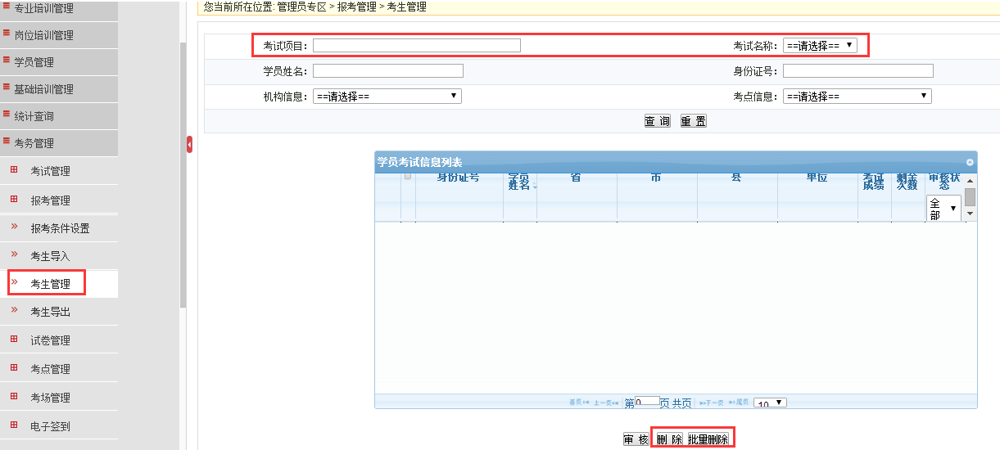 专业培训管理
岗位培训管理
学员管理
基础培训管理
统计查询
考务管理
考试管理
报考管理
报考条件设置
考生导入
考生管理
考生导出
试卷管理
考点管理
考场管理
电子签到
您当前所在位置: 管理员专区 > 报考管理 > 考生管理
考试项目: 考试名称: ==请选择==
学员姓名: 身份证号:
机构信息: ==请选择== 考点信息: ==请选择==
查 询 重 置
学员考试信息列表
身份证号 学员姓名 省 市 县 单位 考试成绩 剩余次数 审核状态
全部
首页 上一页 第 0 页 共页 下一页 尾页 10
审 核 删 除 批量删除